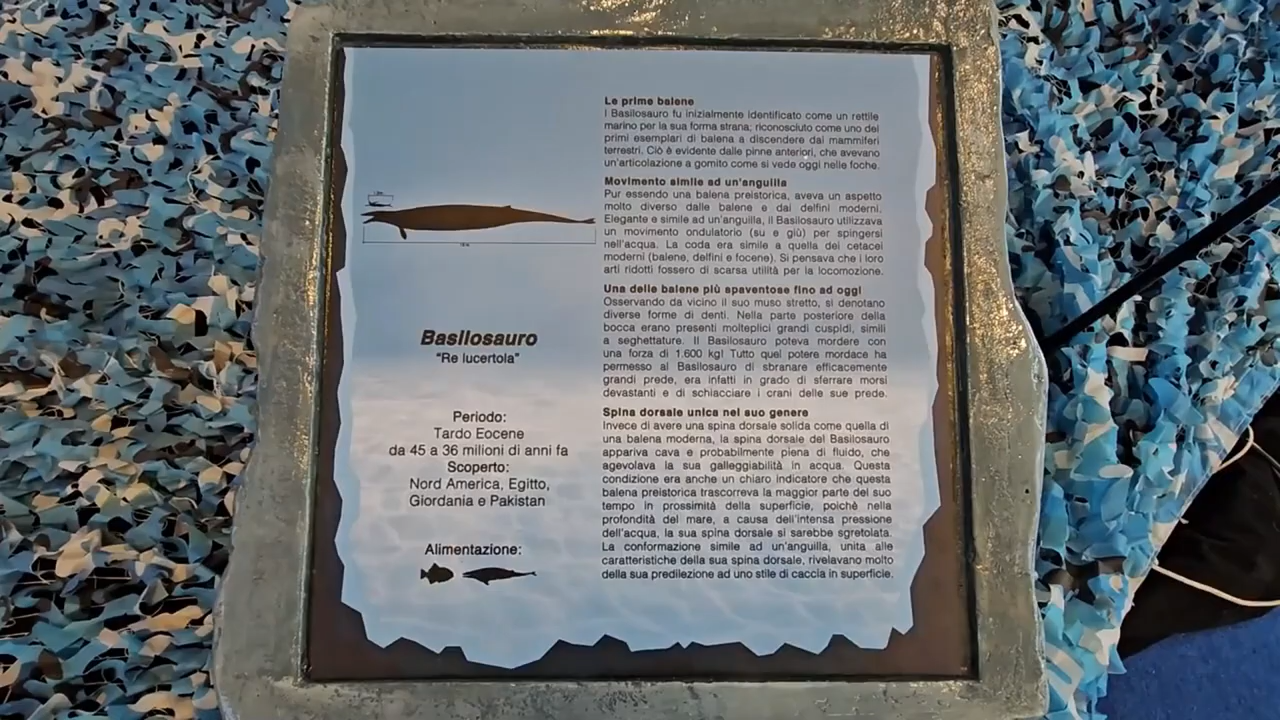 Basilosauro
"Re lucertola"
Periodo:
Tardo Eocene
da 45 a 36 milioni di anni fa
Scoperto:
Nord America, Egitto,
Giordania e Pakistan
Alimentazione:
Le prime balene
l Basilosauro fu inizialmente identificato come un rettile
marino per la sua forma strana; riconosciuto come uno dei
primi esemplari di balena a discendere dai mammiferi
terrestri. Ciò è evidente dalle pinne anteriori, che avevano
un'articolazione a gomito come si vede oggi nelle foche.
Movimento simile ad un'anguilla
Pur essendo una balena preistorica, aveva un aspetto
molto diverso dalle balene e dai delfini moderni.
Elegante e simile ad un'anguilla, il Basilosauro utilizzava
un movimento ondulatorio (su e giù) per spingersi
nell'acqua. La coda era simile a quella dei cetacei
moderni (balene, delfini e focene). Si pensava che i loro
arti ridotti fossero di scarsa utilità per la locomozione.
Una delle balene più spaventose fino ad oggi
Osservando da vicino il suo muso stretto, si denotano
diverse forme di denti. Nella parte posteriore della
bocca erano presenti molteplici grandi cuspidi, simili
a seghettature. Il Basilosauro poteva mordere con
una forza di 1.600 kg! Tutto quel potere mordace ha
permesso al Basilosauro di sbranare efficacemente
grandi prede, era infatti in grado di sferrare morsi
devastanti e di schiacciare i crani delle sue prede.
Spina dorsale unica nel suo genere
Invece di avere una spina dorsale solida come quella di
una balena moderna, la spina dorsale del Basilosauro
appariva cava e probabilmente piena di fluido, che
agevolava la sua galleggiabilità in acqua. Questa
condizione era anche un chiaro indicatore che questa
balena preistorica trascorreva la maggior parte del suo
tempo in prossimità della superficie, poichè nella
profondità del mare, a causa dell'intensa pressione
dell'acqua, la sua spina dorsale si sarebbe sgretolata.
La conformazione simile ad un'anguilla, unita alle
caratteristiche della sua spina dorsale, rivelavano molto
della sua predilezione ad uno stile di caccia in superficie.